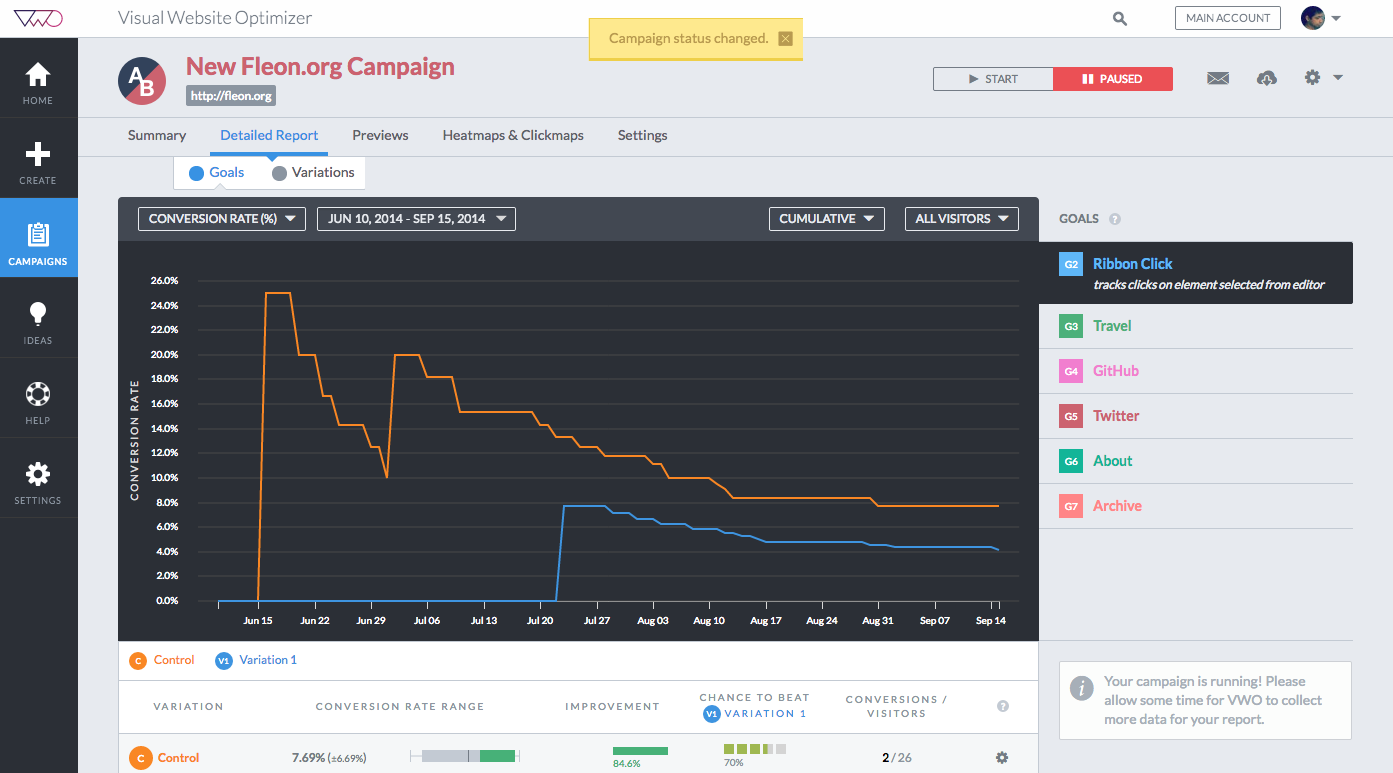 VWO
Visual Website Optimizer
Campaign status changed.
MAIN ACCOUNT
HOME
CREATE
CAMPAIGNS
IDEAS
HELP
SETTINGS
AB
New Fleon.org Campaign
http://fleon.org
START
PAUSED
Summary
Detailed Report
Previews
Heatmaps & Clickmaps
Settings
Goals
Variations
CONVERSION RATE (%)
JUN 10, 2014 - SEP 15, 2014
CUMULATIVE
ALL VISITORS
CONVERSION RATE
26.0%
24.0%
22.0%
20.0%
18.0%
16.0%
14.0%
12.0%
10.0%
8.0%
6.0%
4.0%
2.0%
0.0%
Jun 15 Jun 22 Jun 29 Jul 06 Jul 13 Jul 20 Jul 27 Aug 03 Aug 10 Aug 17 Aug 24 Aug 31 Sep 07 Sep 14
GOALS ?
G2 Ribbon Click
tracks clicks on element selected from editor
G3 Travel
G4 GitHub
G5 Twitter
G6 About
G7 Archive
i Your campaign is running! Please
allow some time for VWO to collect
more data for your report.
C Control V1 Variation 1
VARIATION
CONVERSION RATE RANGE
IMPROVEMENT
CHANCE TO BEAT
V1 VARIATION 1
CONVERSIONS /
VISITORS
?
C Control
7.69% (±6.69%)
84.6%
70%
2 / 26